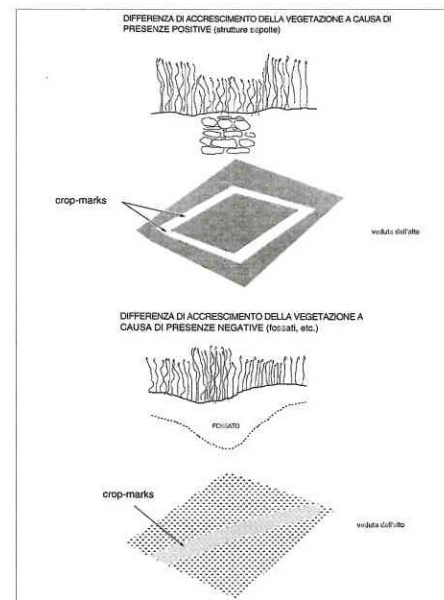 DIFFERENZA DI ACCRESCIMENTO DELLA VEGETAZIONE A CAUSA DI
PRESENZE POSITIVE (strutture sepolte)
crop-marks
veduta dall'alto
DIFFERENZA DI ACCRESCIMENTO DELLA VEGETAZIONE A
CAUSA DI PRESENZE NEGATIVE (fossati, etc.)
FOSSATO
crop-marks
veduta dall'alto